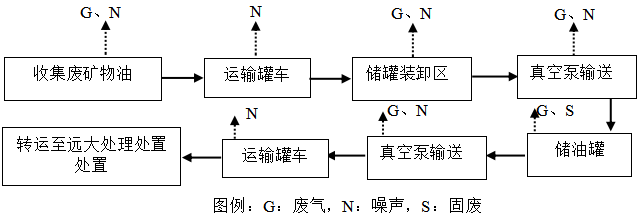 G、N
N
G、N
G、N
收集废矿物油
运输罐车
储罐装卸区
真空泵输送
N
G、N
G、S
转运至远大处理处置
处置
运输罐车
真空泵输送
储油罐
图例：G：废气，N：噪声，S：固废